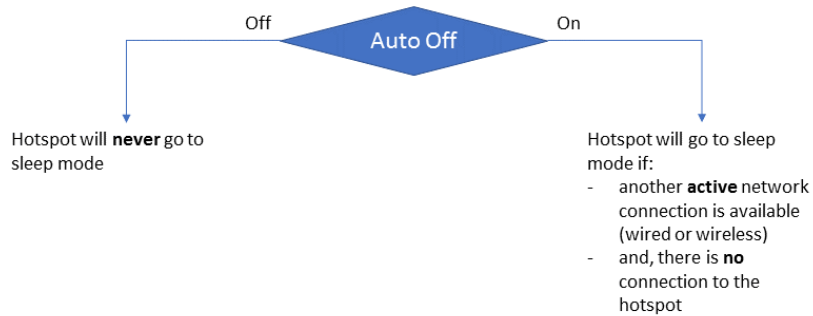 Off
Auto Off
On
Hotspot will never go to
sleep mode
Hotspot will go to sleep
mode if:
- another active network
connection is available
(wired or wireless)
- and, there is no
connection to the
hotspot